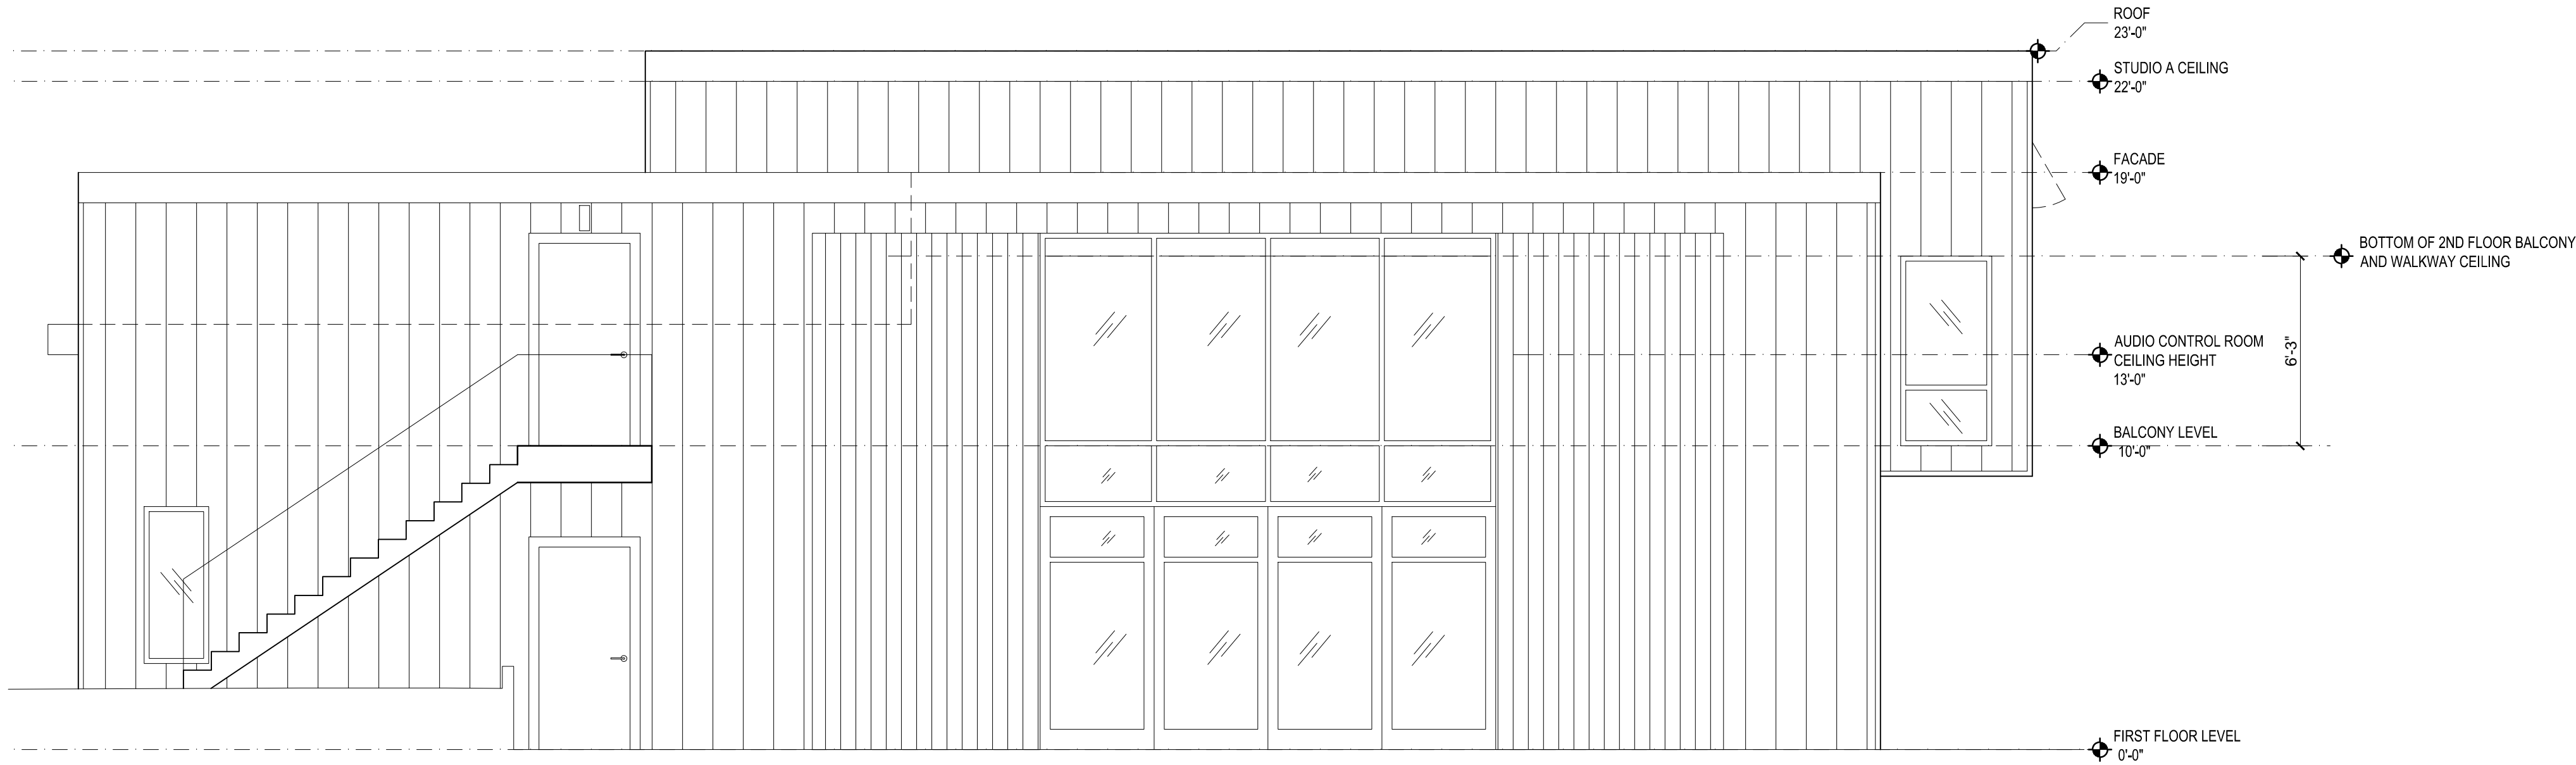 ROOF
23'-0"
STUDIO A CEILING
22'-0"
FACADE
19'-0"
BOTTOM OF 2ND FLOOR BALCONY
AND WALKWAY CEILING
AUDIO CONTROL ROOM
CEILING HEIGHT
13'-0"
6'-3"
BALCONY LEVEL
10'-0"
FIRST FLOOR LEVEL
0'-0"